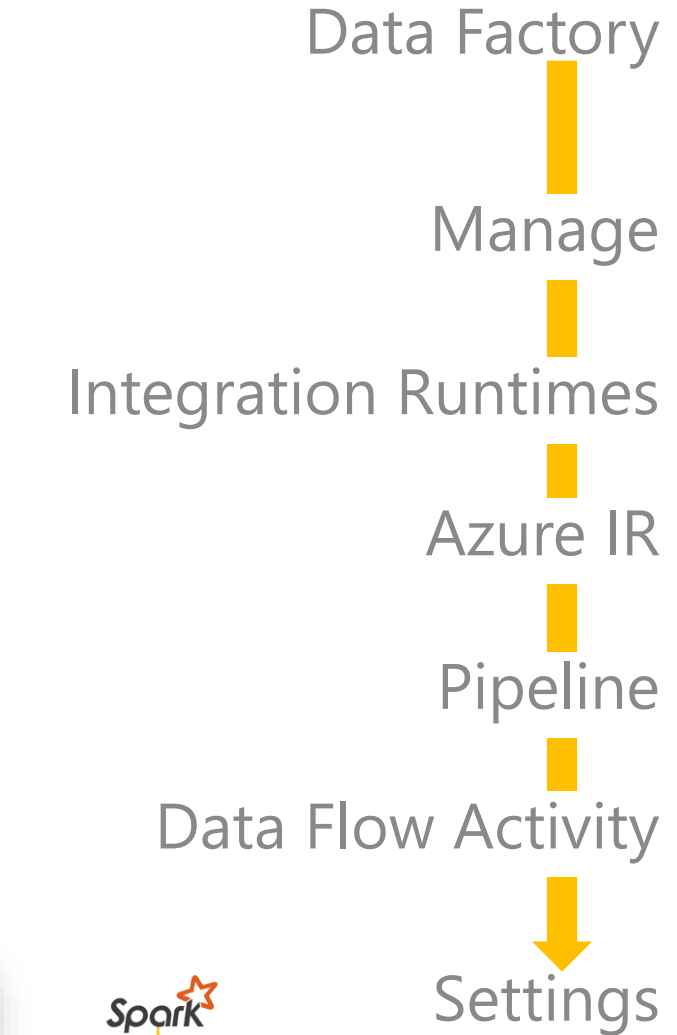 Data Factory
Manage
Integration Runtimes
Azure IR
Pipeline
Data Flow Activity
Settings
Spark